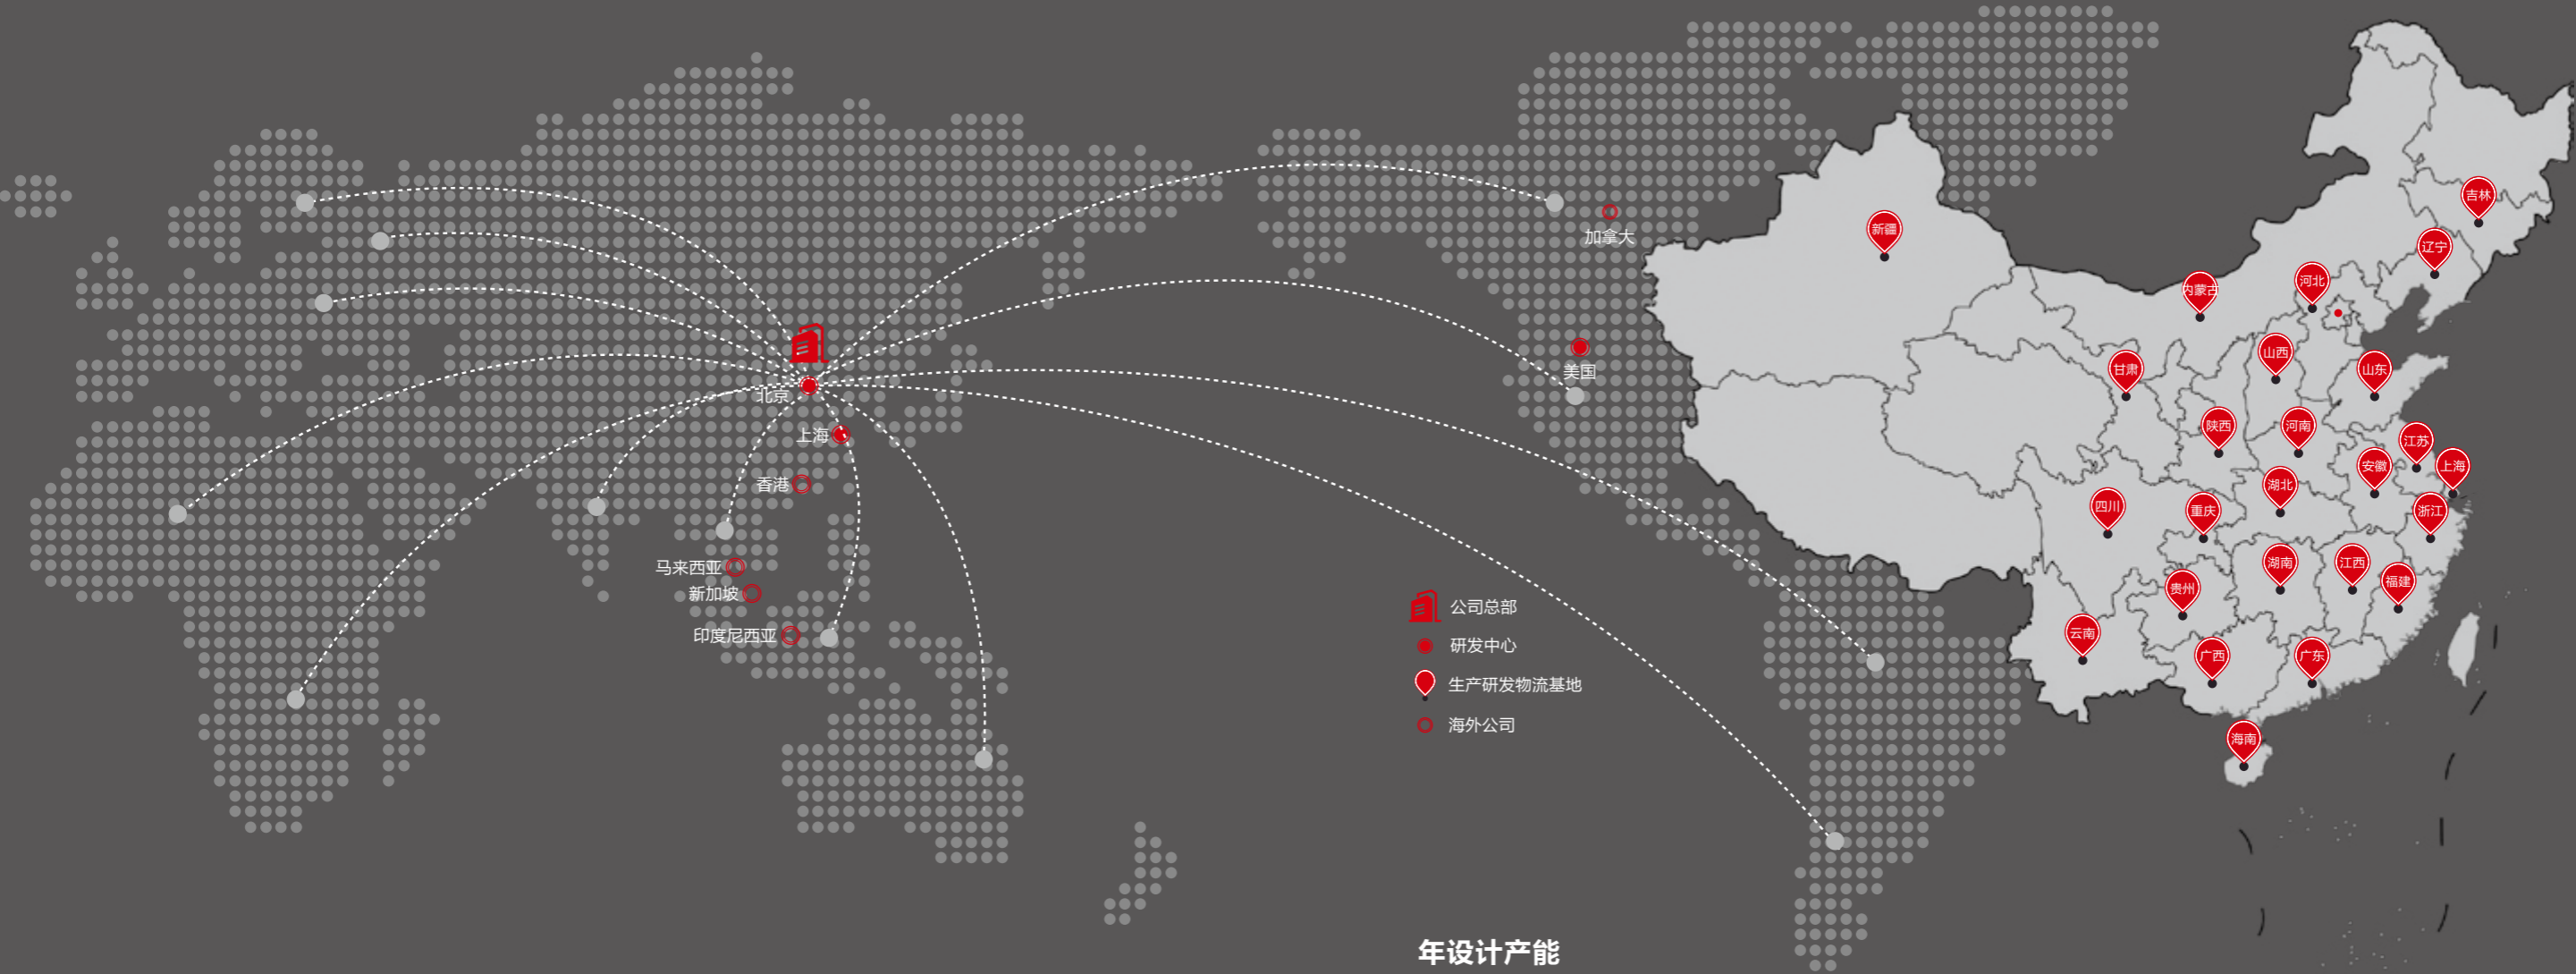 加拿大
美国
北京
上海
香港
马来西亚
新加坡
印度尼西亚
公司总部
研发中心
生产研发物流基地
海外公司
吉林
新疆
辽宁
河北
内蒙古
山西
甘肃
山东
陕西
河南
江苏
安徽
上海
湖北
四川
重庆
浙江
湖南
江西
福建
贵州
云南
广西
广东
海南
年设计产能